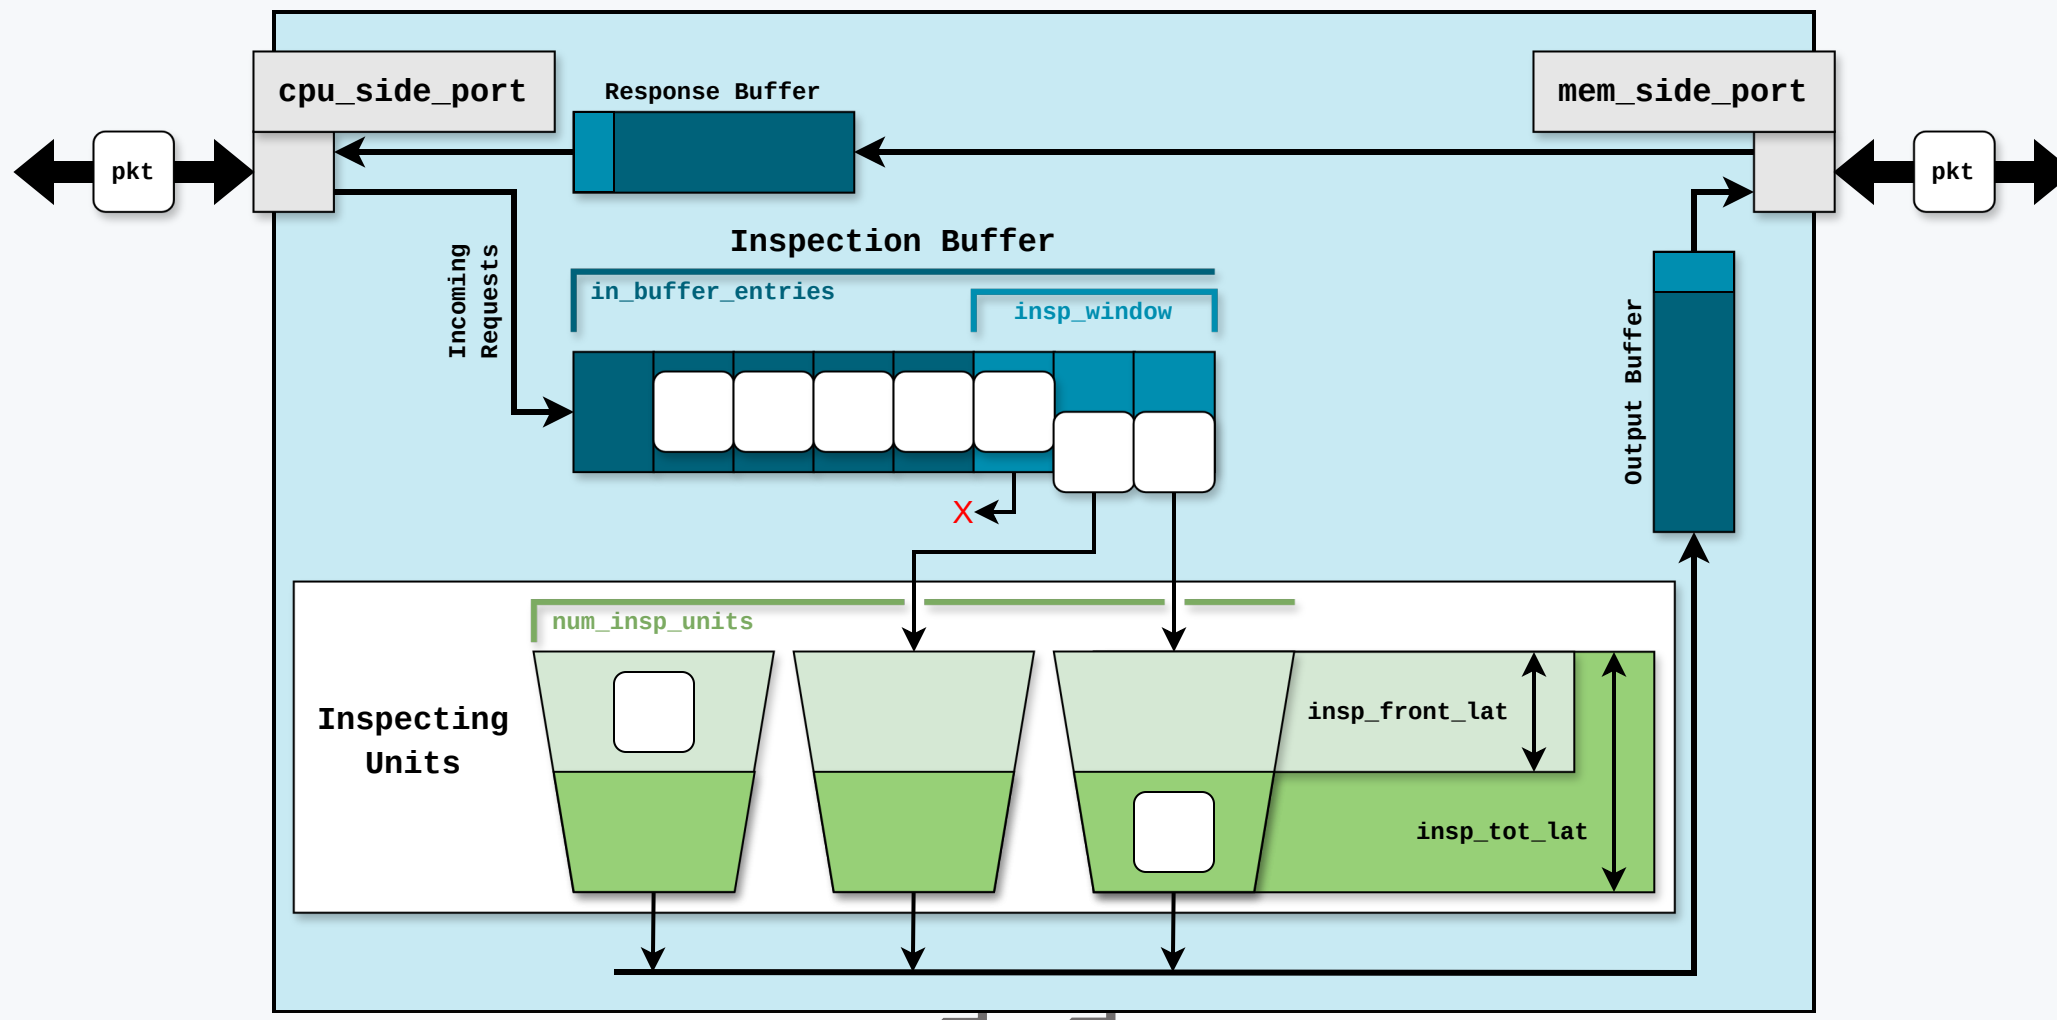 cpu_side_port
Response Buffer
mem_side_port
pkt
pkt
Inspection Buffer
Incoming
Requests
in_buffer_entries
insp_window
Output Buffer
X
num_insp_units
Inspecting
Units
insp_front_lat
insp_tot_lat